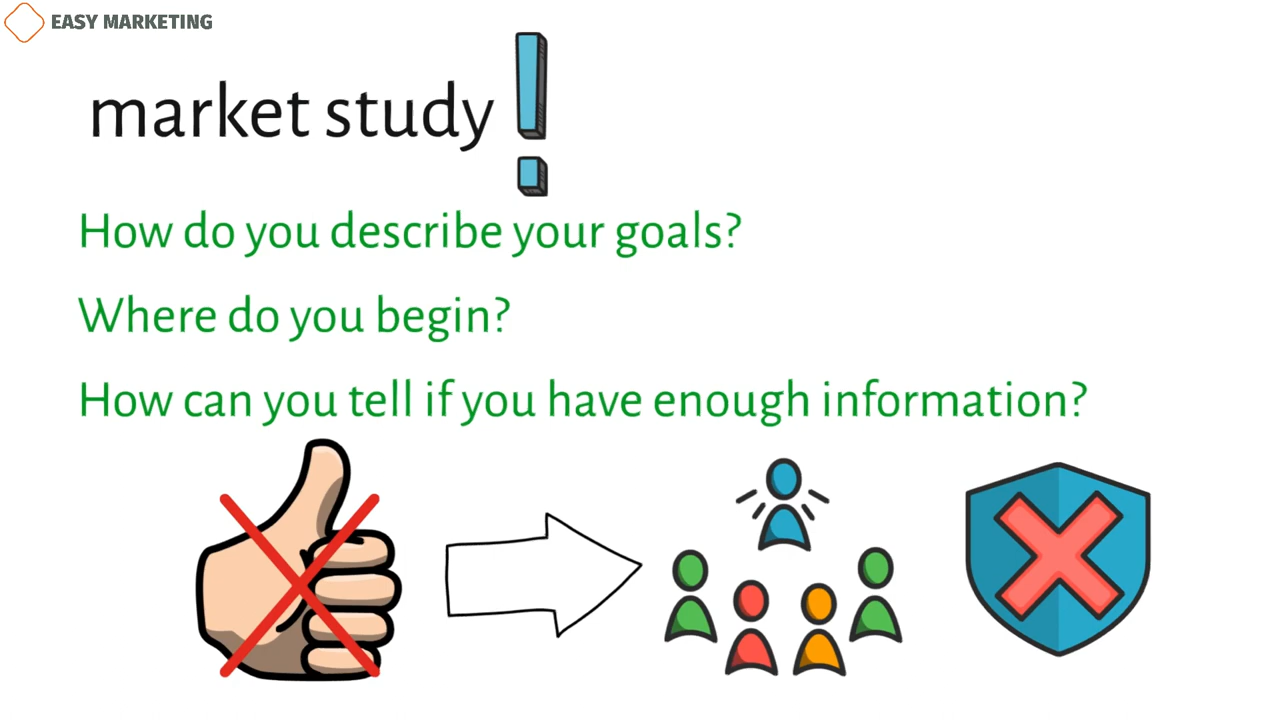 EASY MARKETING
market study
How do you describe your goals?
Where do you begin?
How can you tell if you have enough information?